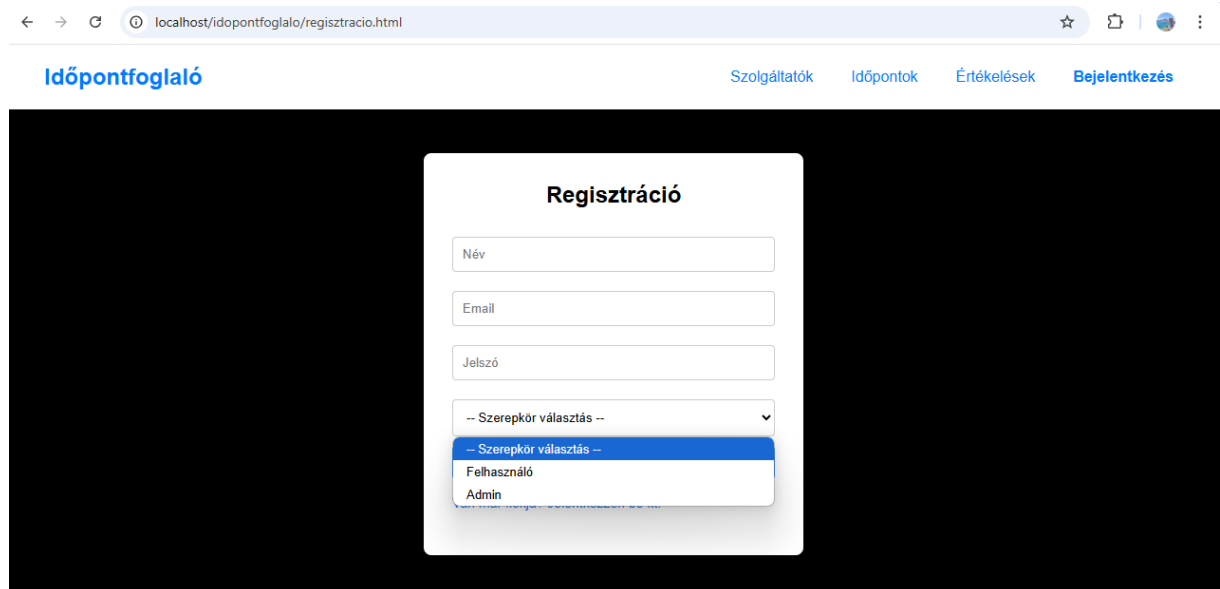 localhost/idopontfoglalo/regisztracio.html
Időpontfoglaló
Szolgáltatók Időpontok Értékelések Bejelentkezés
Regisztráció
Név
Email
Jelszó
-- Szerepkör választás --
-- Szerepkör választás --
Felhasználó
Admin